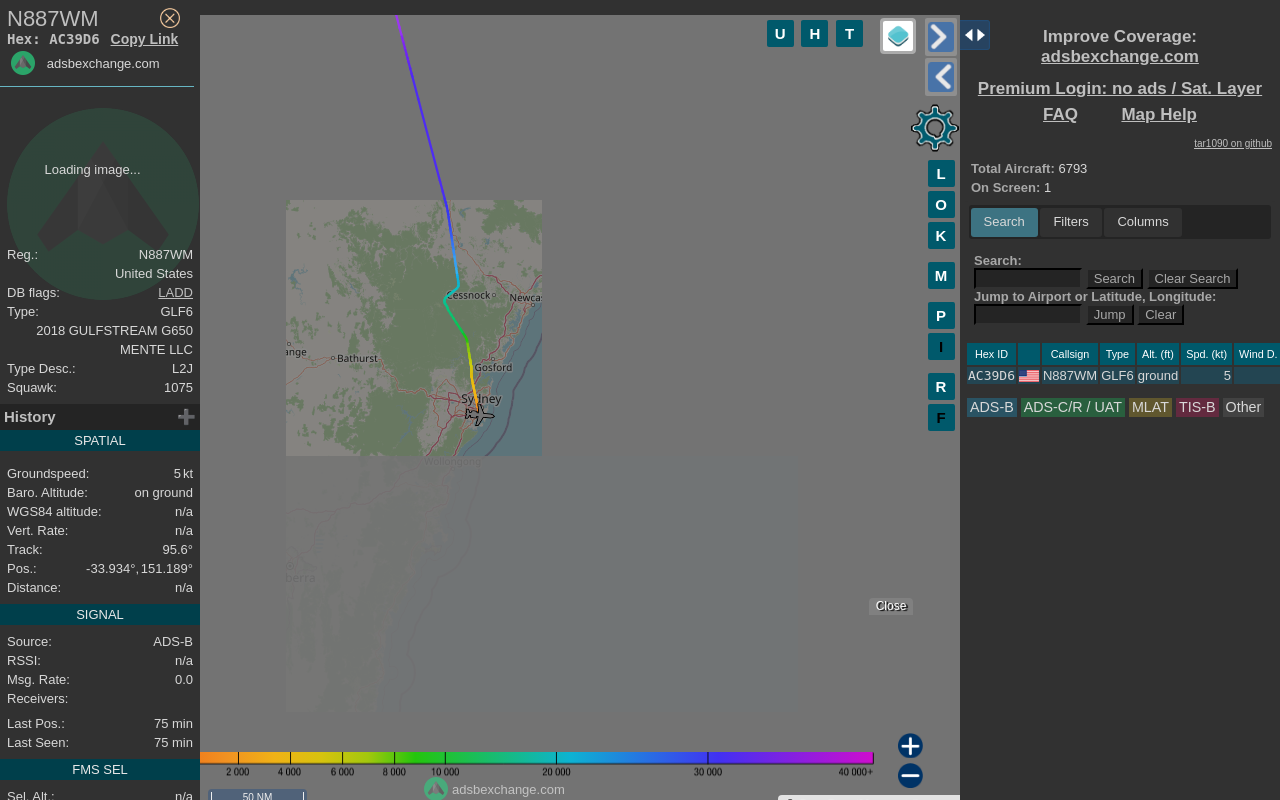 N887WM
Hex: AC39D6 Copy Link
adsbexchange.com
Loading image...
Reg.: N887WM
United States
DB flags: LADD
Type: GLF6
2018 GULFSTREAM G650
MENTE LLC
Type Desc.: L2J
Squawk: 1075
History
SPATIAL
Groundspeed: 5 kt
Baro. Altitude: on ground
WGS84 altitude: n/a
Vert. Rate: n/a
Track: 95.6°
Pos.: -33.934°, 151.189°
Distance: n/a
SIGNAL
Source: ADS-B
RSSI: n/a
Msg. Rate: 0.0
Receivers:
Last Pos.: 75 min
Last Seen: 75 min
FMS SEL
Sel. Alt.: n/a
U H T
L
O
K
M
P
I
R
F
Cessnock
Newca
ange
Bathurst
Gosford
Sydney
Wollongong
berra
Close
2 000 4 000 6 000 8 000 10 000 20 000 30 000 40 000+
adsbexchange.com
50 NM
Improve Coverage:
adsbexchange.com
Premium Login: no ads / Sat. Layer
FAQ Map Help
tar1090 on github
Total Aircraft: 6793
On Screen: 1
Search Filters Columns
Search:
Search Clear Search
Jump to Airport or Latitude, Longitude:
Jump Clear
Hex ID Callsign Type Alt. (ft) Spd. (kt) Wind D.
AC39D6 N887WM GLF6 ground 5
ADS-B ADS-C/R / UAT MLAT TIS-B Other